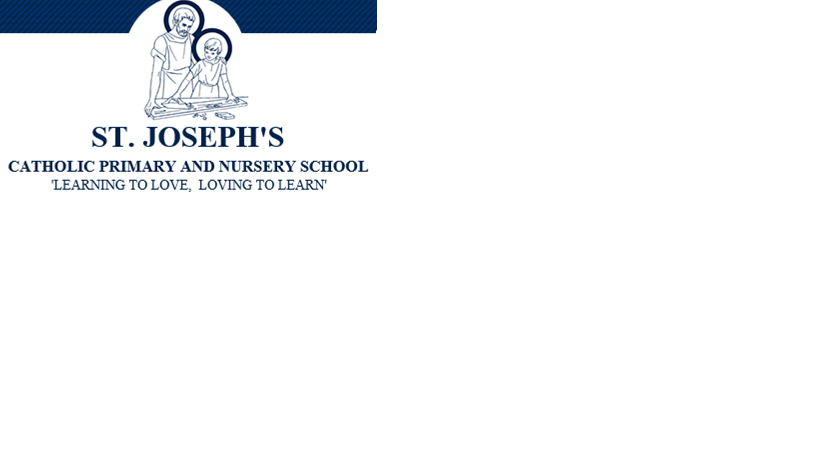 ST. JOSEPH'S
CATHOLIC PRIMARY AND NURSERY SCHOOL
'LEARNING TO LOVE, LOVING TO LEARN'